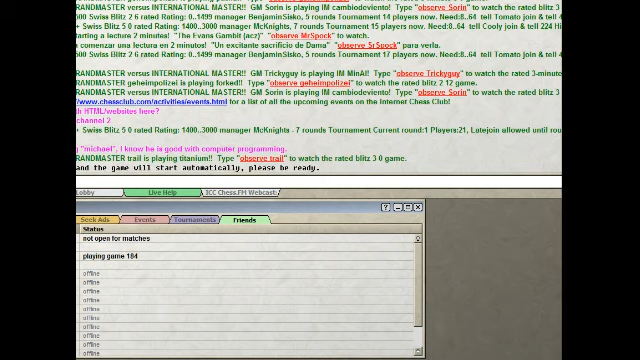 RANDMASTER versus INTERNATIONAL MASTER!! GM Sorin is playing IM cambiodeviento! Type "observe Sorin" to watch the rated blitz
500 Swiss Blitz 2 6 rated Rating: 0..1499 manager BenjaminSisko, 5 rounds Tournament 14 players now. Need:8..64 tell Tomato join & tell 4
+ Swiss Blitz 5 0 rated Rating: 1400..3000 manager McKnights, 7 rounds Tournament 15 players now. Need:8..64 tell Cooly join & tell 224 Hi
tarting a lecture 2 minutes! "The Evans Gambit (acz)" "observe MrSpock" to watch.
a comenzar una lectura en 2 minutes! "Un excitante sacrificio de Dama" "observe SrSpock" para verla.
500 Swiss Blitz 2 6 rated Rating: 0..1499 manager BenjaminSisko, 5 rounds Tournament 17 players now. Need:8..64 tell Tomato join & tell 4
RANDMASTER versus INTERNATIONAL MASTER!! GM Trickyguy is playing IM MinA!! Type "observe Trickyguy" to watch the rated 3-minute
RANDMASTER geheimpolizei is playing forked!! Type "observe geheimpolizei" to watch the rated blitz 2 12 game.
RANDMASTER versus INTERNATIONAL MASTER!! GM Sorin is playing IM cambiodeviento! Type "observe Sorin" to watch the rated blitz
/www.chessclub.com/activities/events.html for a list of all the upcoming events on the Internet Chess Club!
th HTML/websites here?
channel 2
+ Swiss Blitz 5 0 rated Rating: 1400..3000 manager McKnights - 7 rounds Tournament Current round:1 Players:21, Latejoin allowed until rou
g "michael", I know he is good with computer programming.
RANDMASTER trail is playing titanium!! Type "observe trail" to watch the rated blitz 3 0 game.
and the game will start automatically, please be ready.
Lobby Live Help ICC Chess.FM Webcast
Seek Ads Events Tournaments Friends
Status
not open for matches
playing game 184
offline
offline
offline
offline
offline
offline
offline
offline
offline
offline